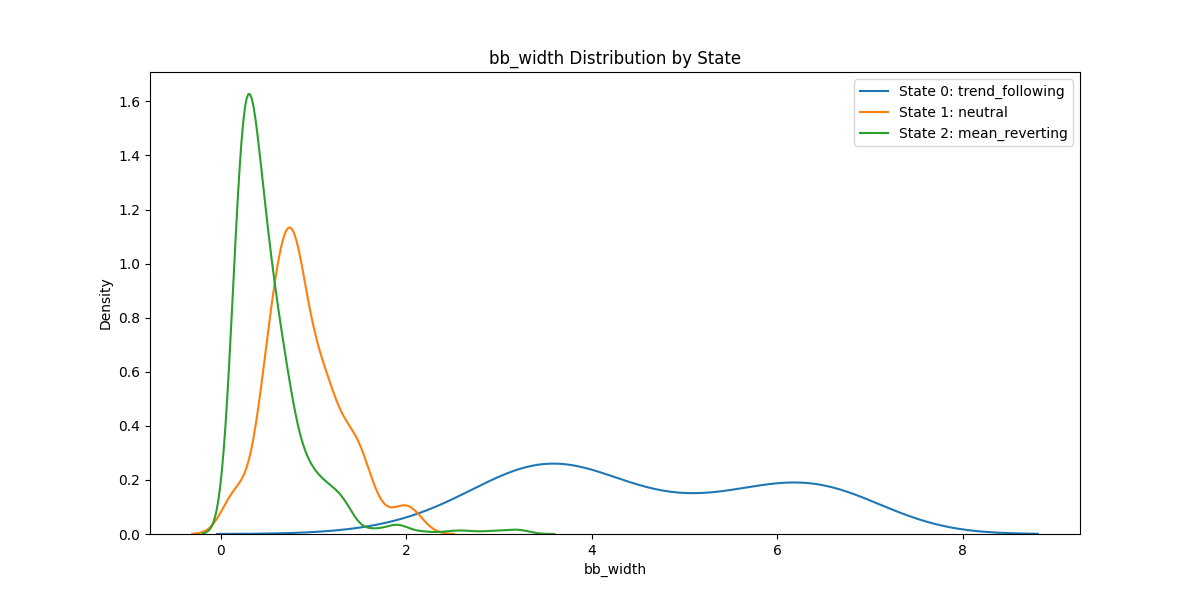 bb_width Distribution by State
State 0: trend_following
State 1: neutral
State 2: mean_reverting
Density
1.6
1.4
1.2
1.0
0.8
0.6
0.4
0.2
0.0
0 2 4 6 8
bb_width